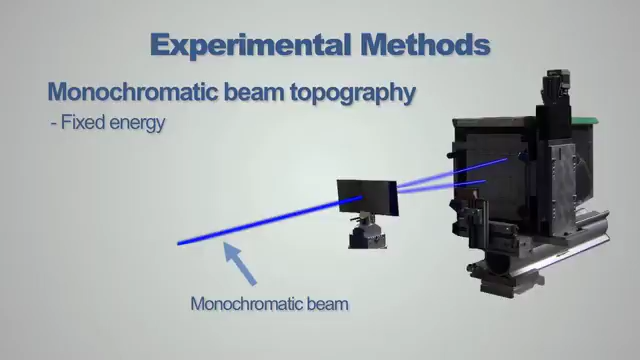 Experimental Methods
Monochromatic beam topography
- Fixed energy
Monochromatic beam